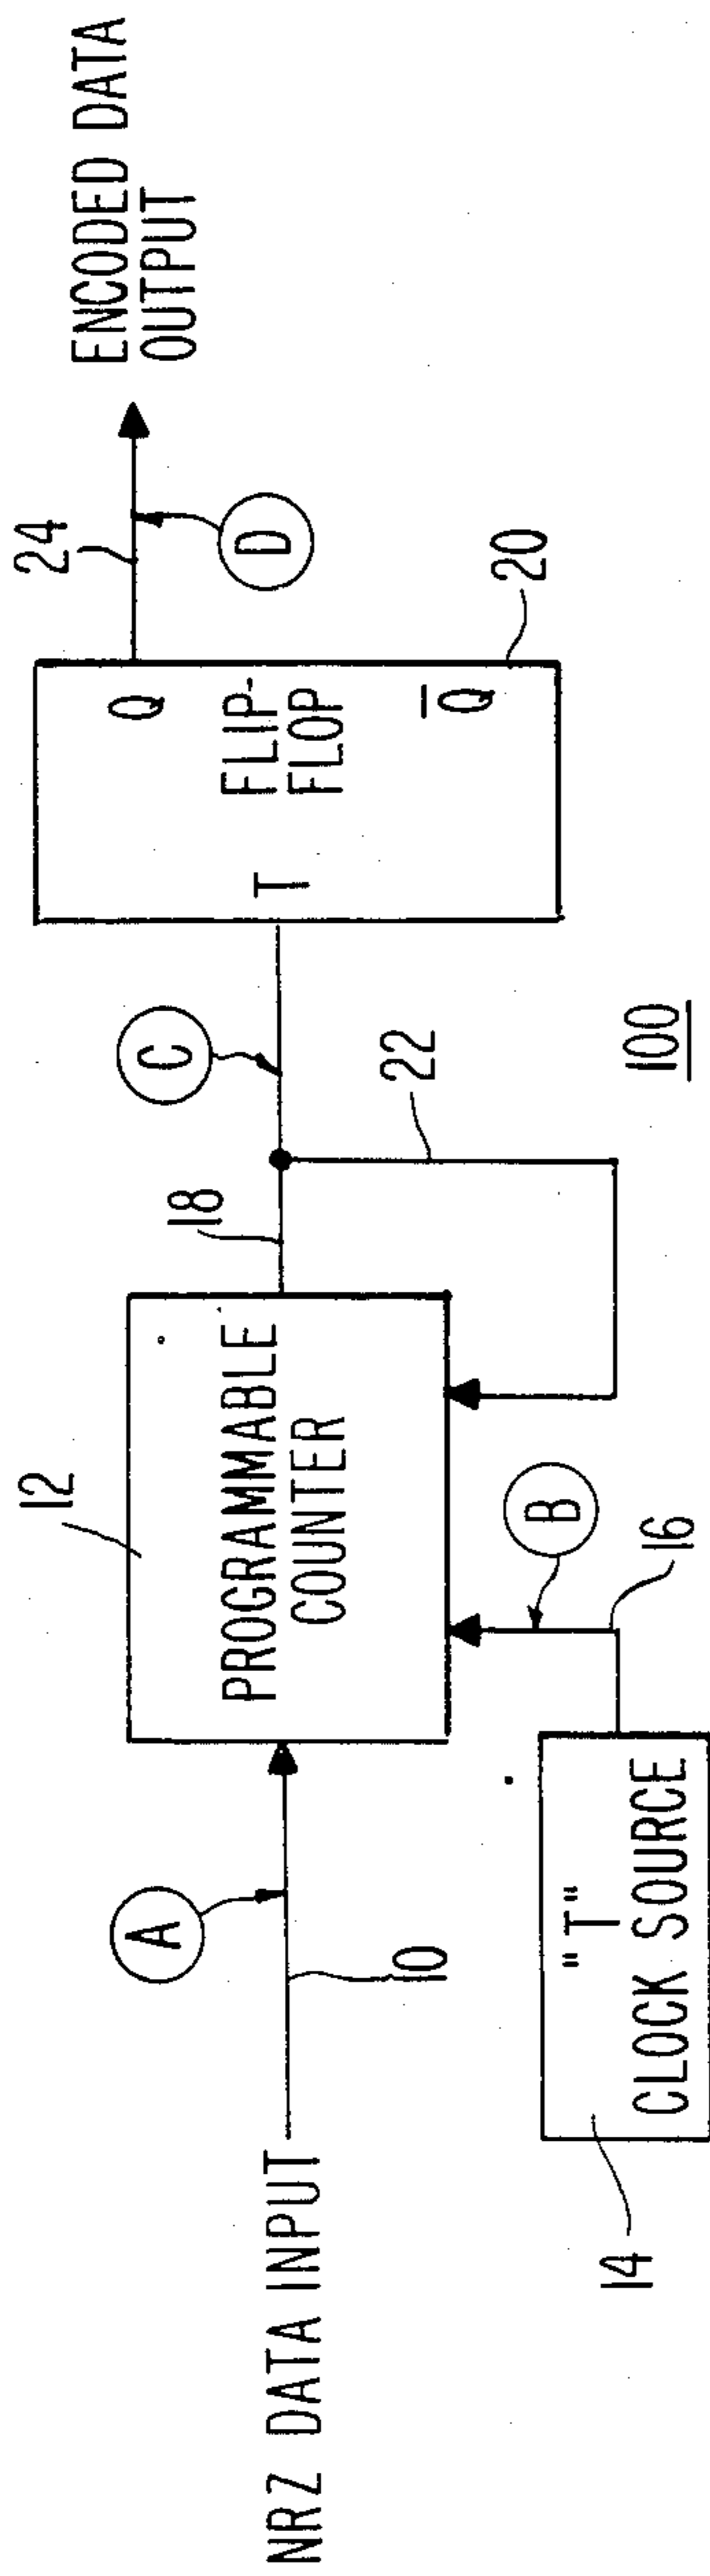 NRZ DATA INPUT
10
A
12
PROGRAMMABLE
COUNTER
14
"T"
CLOCK SOURCE
16
B
18
C
22
100
T
FLIP-
FLOP
Q
Q̅
20
24
D
ENCODED DATA
OUTPUT